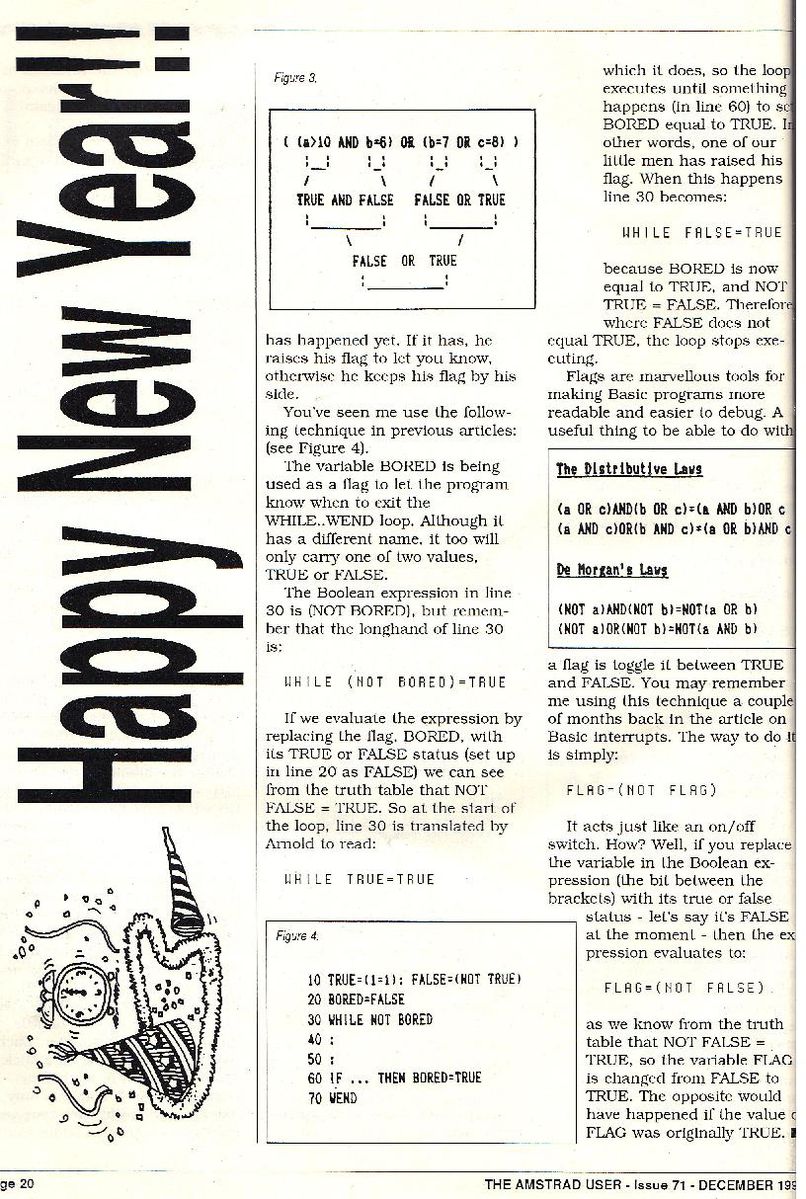 Happy New Year!!
Figure 3.
( (a>10 AND b=6) OR (b=7 OR c=8) )
TRUE AND FALSE FALSE OR TRUE
FALSE OR TRUE
has happened yet. If it has, he
raises his flag to let you know,
otherwise he keeps his flag by his
side.
You've seen me use the follow-
ing technique in previous articles:
(see Figure 4).
The variable BORED is being
used as a flag to let the program
know when to exit the
WHILE..WEND loop. Although it
has a different name, it too will
only carry one of two values,
TRUE or FALSE.
The Boolean expression in line
30 is (NOT BORED), but remem-
ber that the longhand of line 30
is:
WHILE (NOT BORED)=TRUE
If we evaluate the expression by
replacing the flag, BORED, with
its TRUE or FALSE status (set up
in line 20 as FALSE) we can see
from the truth table that NOT
FALSE = TRUE. So at the start of
the loop, line 30 is translated by
Arnold to read:
WHILE TRUE=TRUE
Figure 4.
10 TRUE=(1=1): FALSE=(NOT TRUE)
20 BORED=FALSE
30 WHILE NOT BORED
40 :
50 :
60 IF ... THEN BORED=TRUE
70 WEND
which it does, so the loop
executes until something
happens (in line 60) to
BORED equal to TRUE.
other words, one of our
little men has raised his
flag. When this happens
line 30 becomes:
WHILE FALSE=TRUE
because BORED is now
equal to TRUE, and NOT
TRUE = FALSE. Therefore
where FALSE does not
equal TRUE, the loop stops exe-
cuting.
Flags are marvellous tools for
making Basic programs more
readable and easier to debug. A
useful thing to be able to do with
The Distributive Laws
(a OR c)AND(b OR c)=(a AND b)OR c
(a AND c)OR(b AND c)=(a OR b)AND c
De Morgan's Laws
(NOT a)AND(NOT b)=NOT(a OR b)
(NOT a)OR(NOT b)=NOT(a AND b)
a flag is toggle it between TRUE
and FALSE. You may remember
me using this technique a couple
of months back in the article on
Basic interrupts. The way to do it
is simply:
FLAG=(NOT FLAG)
It acts just like an on/off
switch. How? Well, if you replace
the variable in the Boolean ex-
pression (the bit between the
brackets) with its true or false
status - let's say it's FALSE
at the moment - then the ex
pression evaluates to:
FLAG=(NOT FALSE)
as we know from the truth
table that NOT FALSE =
TRUE, so the variable FLAG
is changed from FALSE to
TRUE. The opposite would
have happened if the value
FLAG was originally TRUE.
ge 20
THE AMSTRAD USER - Issue 71 - DECEMBER 199